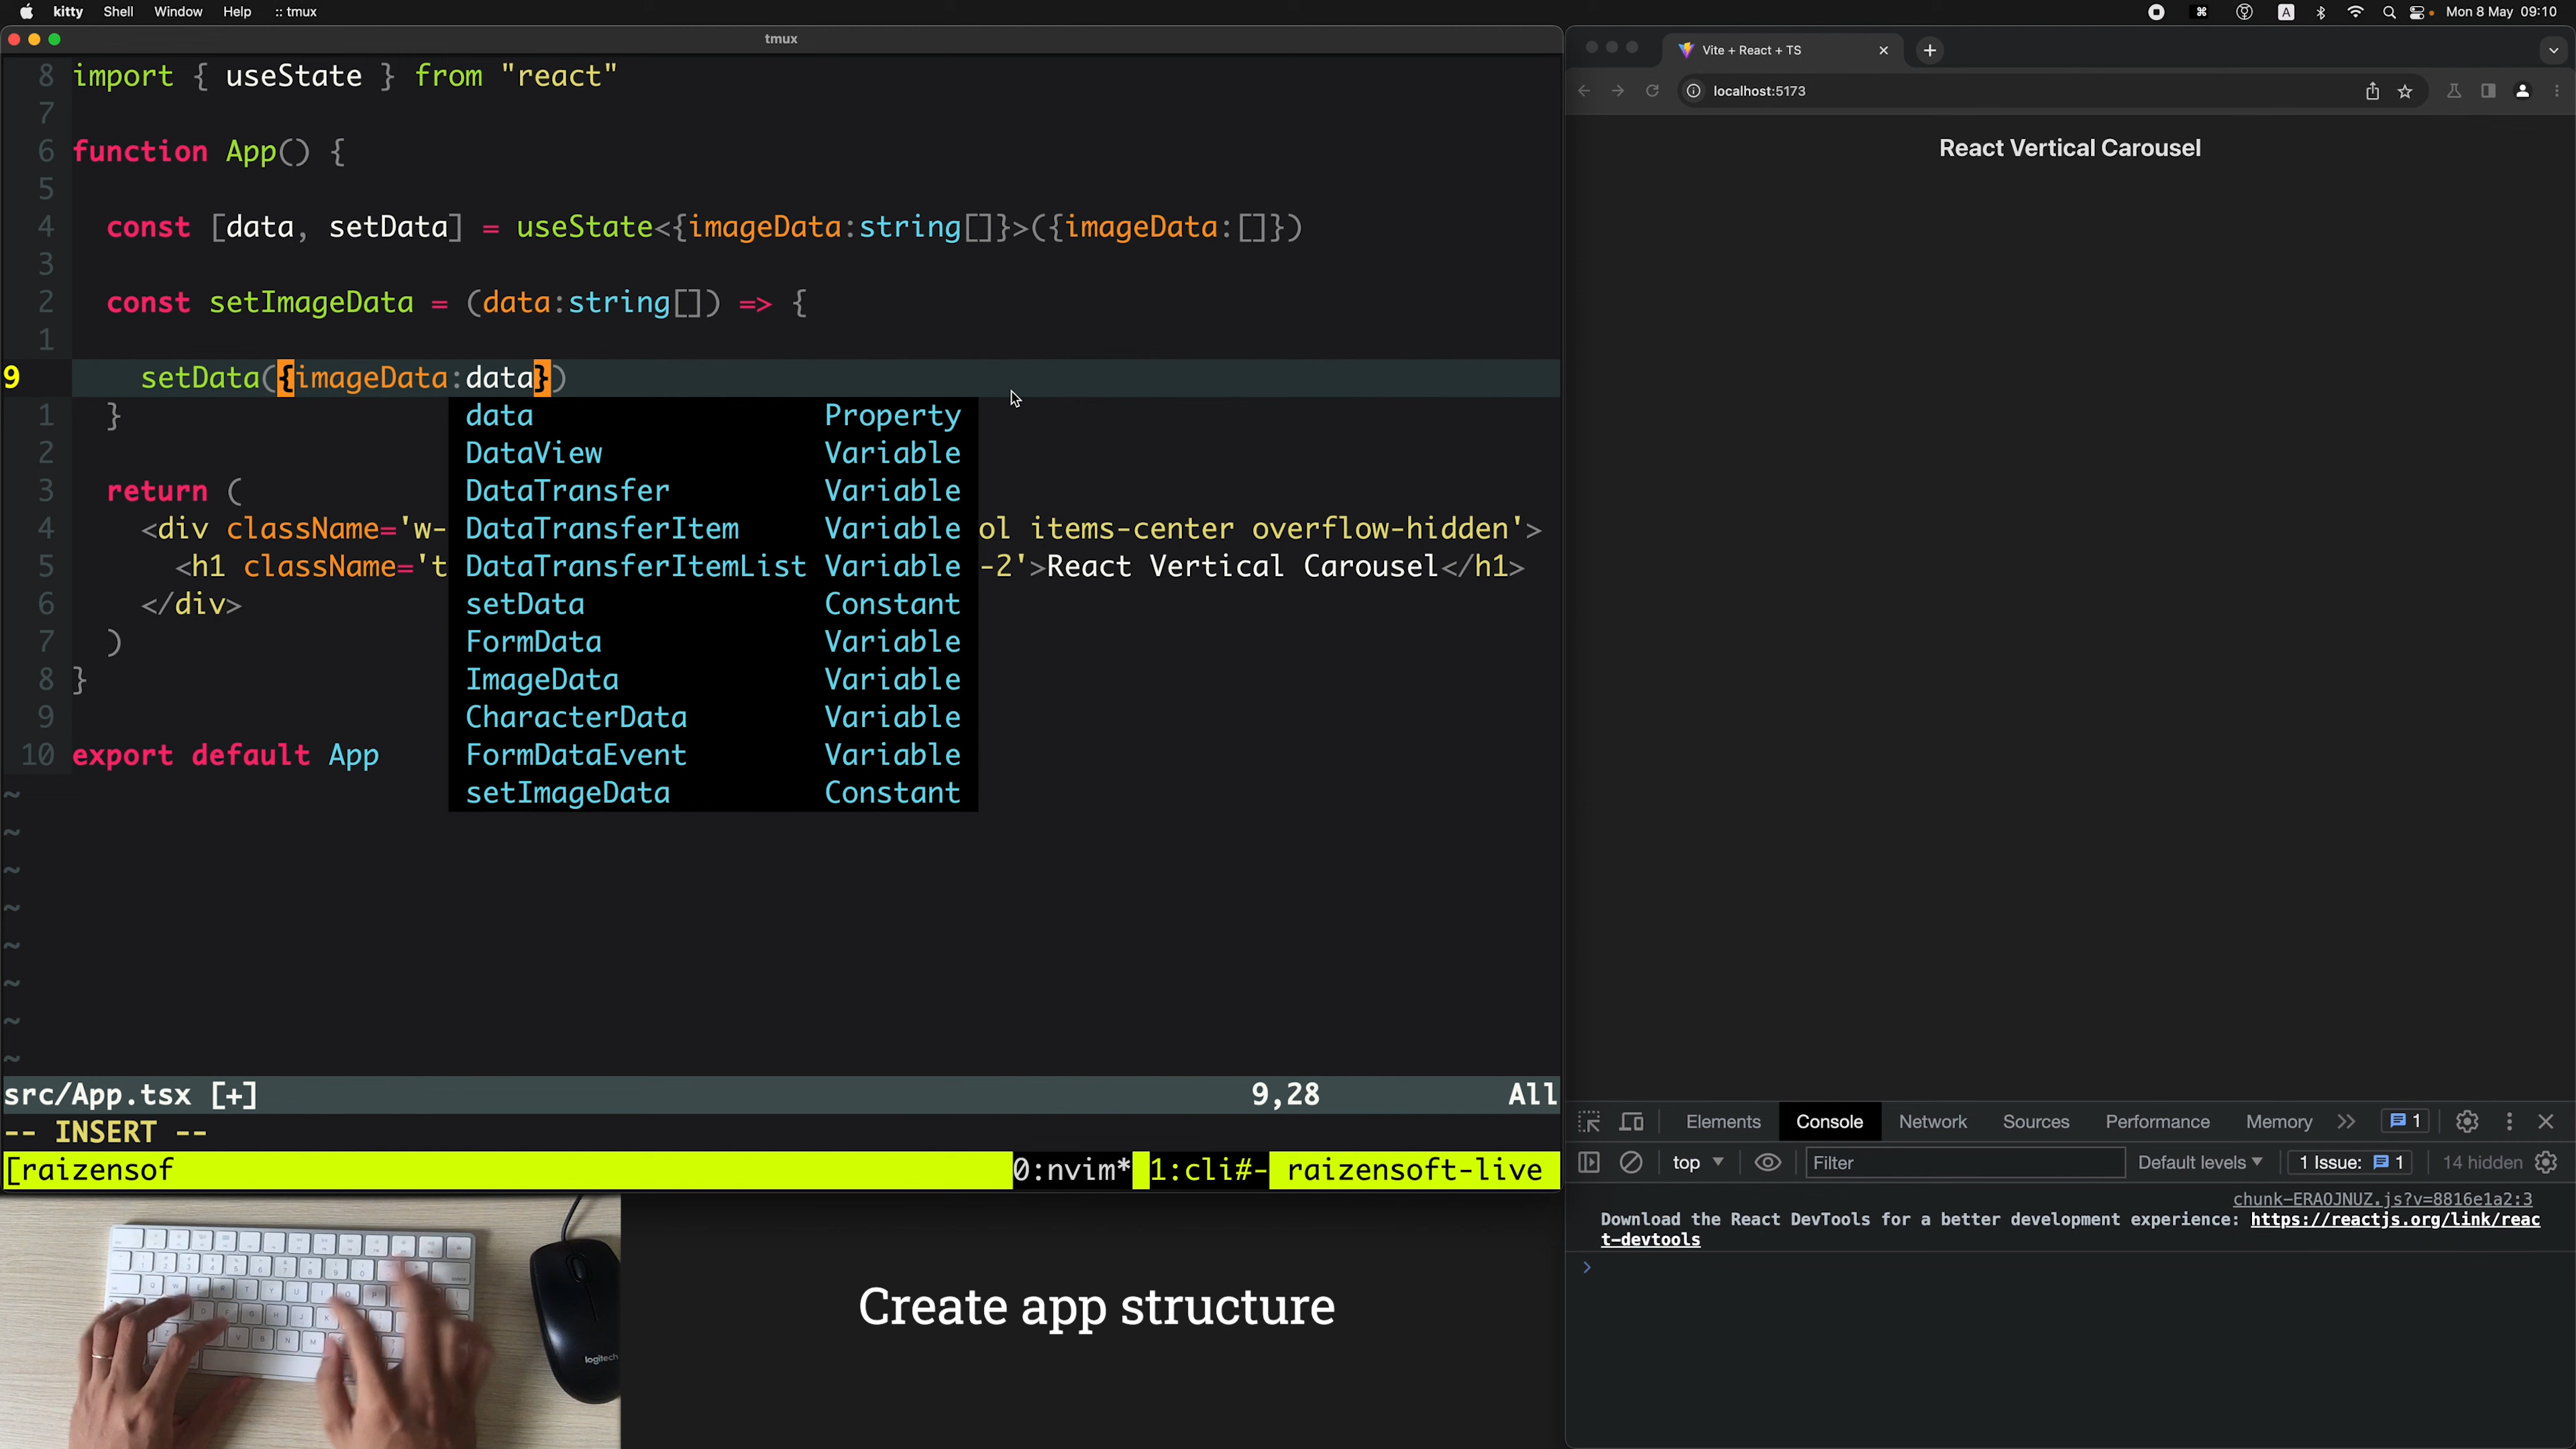 kitty Shell Window Help :: tmux
A Mon 8 May 09:10
tmux
8 import { useState } from "react"
7
6 function App() {
5
4 const [data, setData] = useState<{imageData:string[]}>({imageData:[]})
3
2 const setImageData = (data:string[]) => {
1
9 setData({imageData:data})
1 }
2
3 return (
4 <div className='w- ol items-center overflow-hidden'>
5 <h1 className='t -2'>React Vertical Carousel</h1>
6 </div>
7 )
8 }
9
10 export default App
data Property
DataView Variable
DataTransfer Variable
DataTransferItem Variable
DataTransferItemList Variable
setData Constant
FormData Variable
ImageData Variable
CharacterData Variable
FormDataEvent Variable
setImageData Constant
~
~
~
~
~
~
~
~
src/App.tsx [+] 9,28 All
-- INSERT --
[raizensof 0:nvim* 1:cli#- raizensoft-live
Vite + React + TS
localhost:5173
React Vertical Carousel
Elements Console Network Sources Performance Memory 1
top Filter Default levels 1 Issue: 1 14 hidden
chunk-ERAOJNUZ.js?v=8816e1a2:3
Download the React DevTools for a better development experience: https://reactjs.org/link/reac
t-devtools
logitech
Create app structure